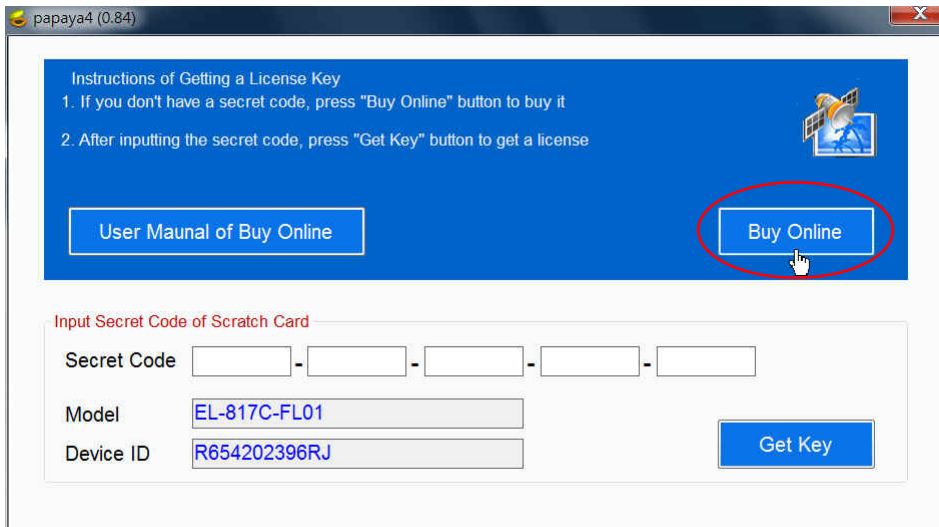 papaya4 (0.84)
Instructions of Getting a License Key
1. If you don't have a secret code, press "Buy Online" button to buy it
2. After inputting the secret code, press "Get Key" button to get a license
User Maunal of Buy Online
Buy Online
Input Secret Code of Scratch Card
Secret Code - - - -
Model EL-817C-FL01
Device ID R654202396RJ
Get Key